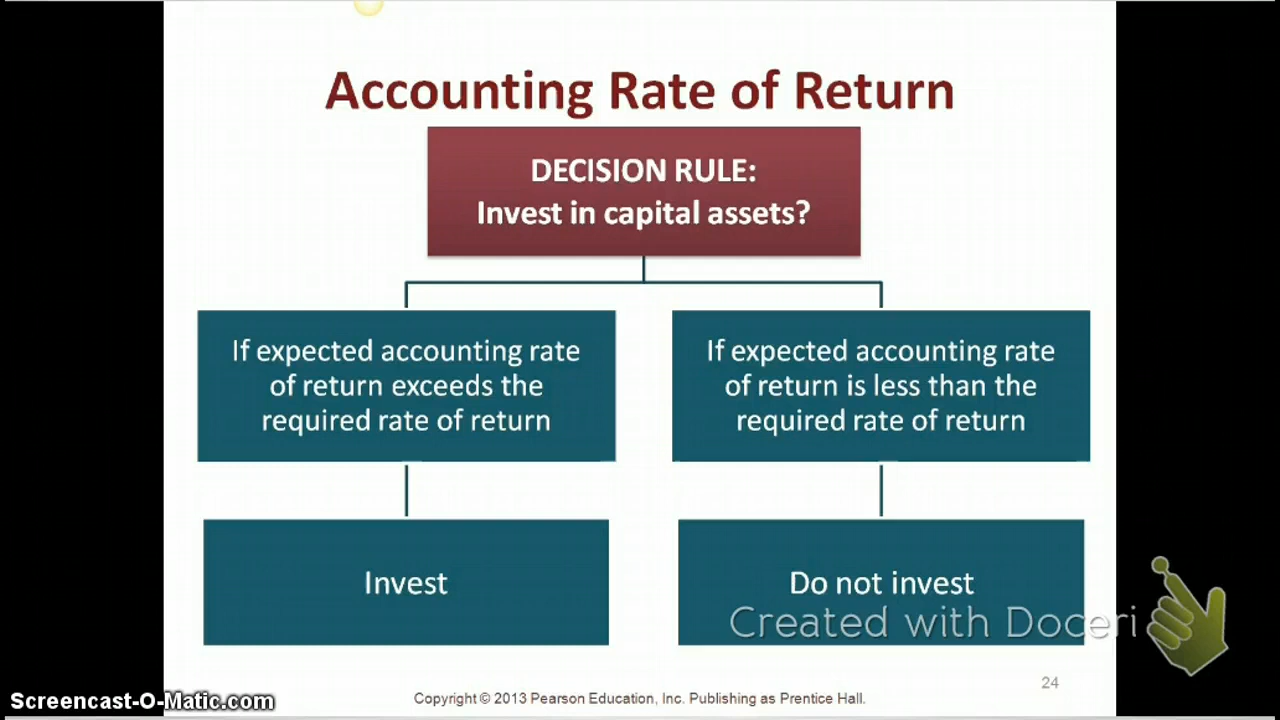 Accounting Rate of Return
DECISION RULE:
Invest in capital assets?
If expected accounting rate
of return exceeds the
required rate of return
If expected accounting rate
of return is less than the
required rate of return
Invest
Do not invest
Created with Doceri
24
Copyright © 2013 Pearson Education, Inc. Publishing as Prentice Hall.
Screencast-O-Matic.com